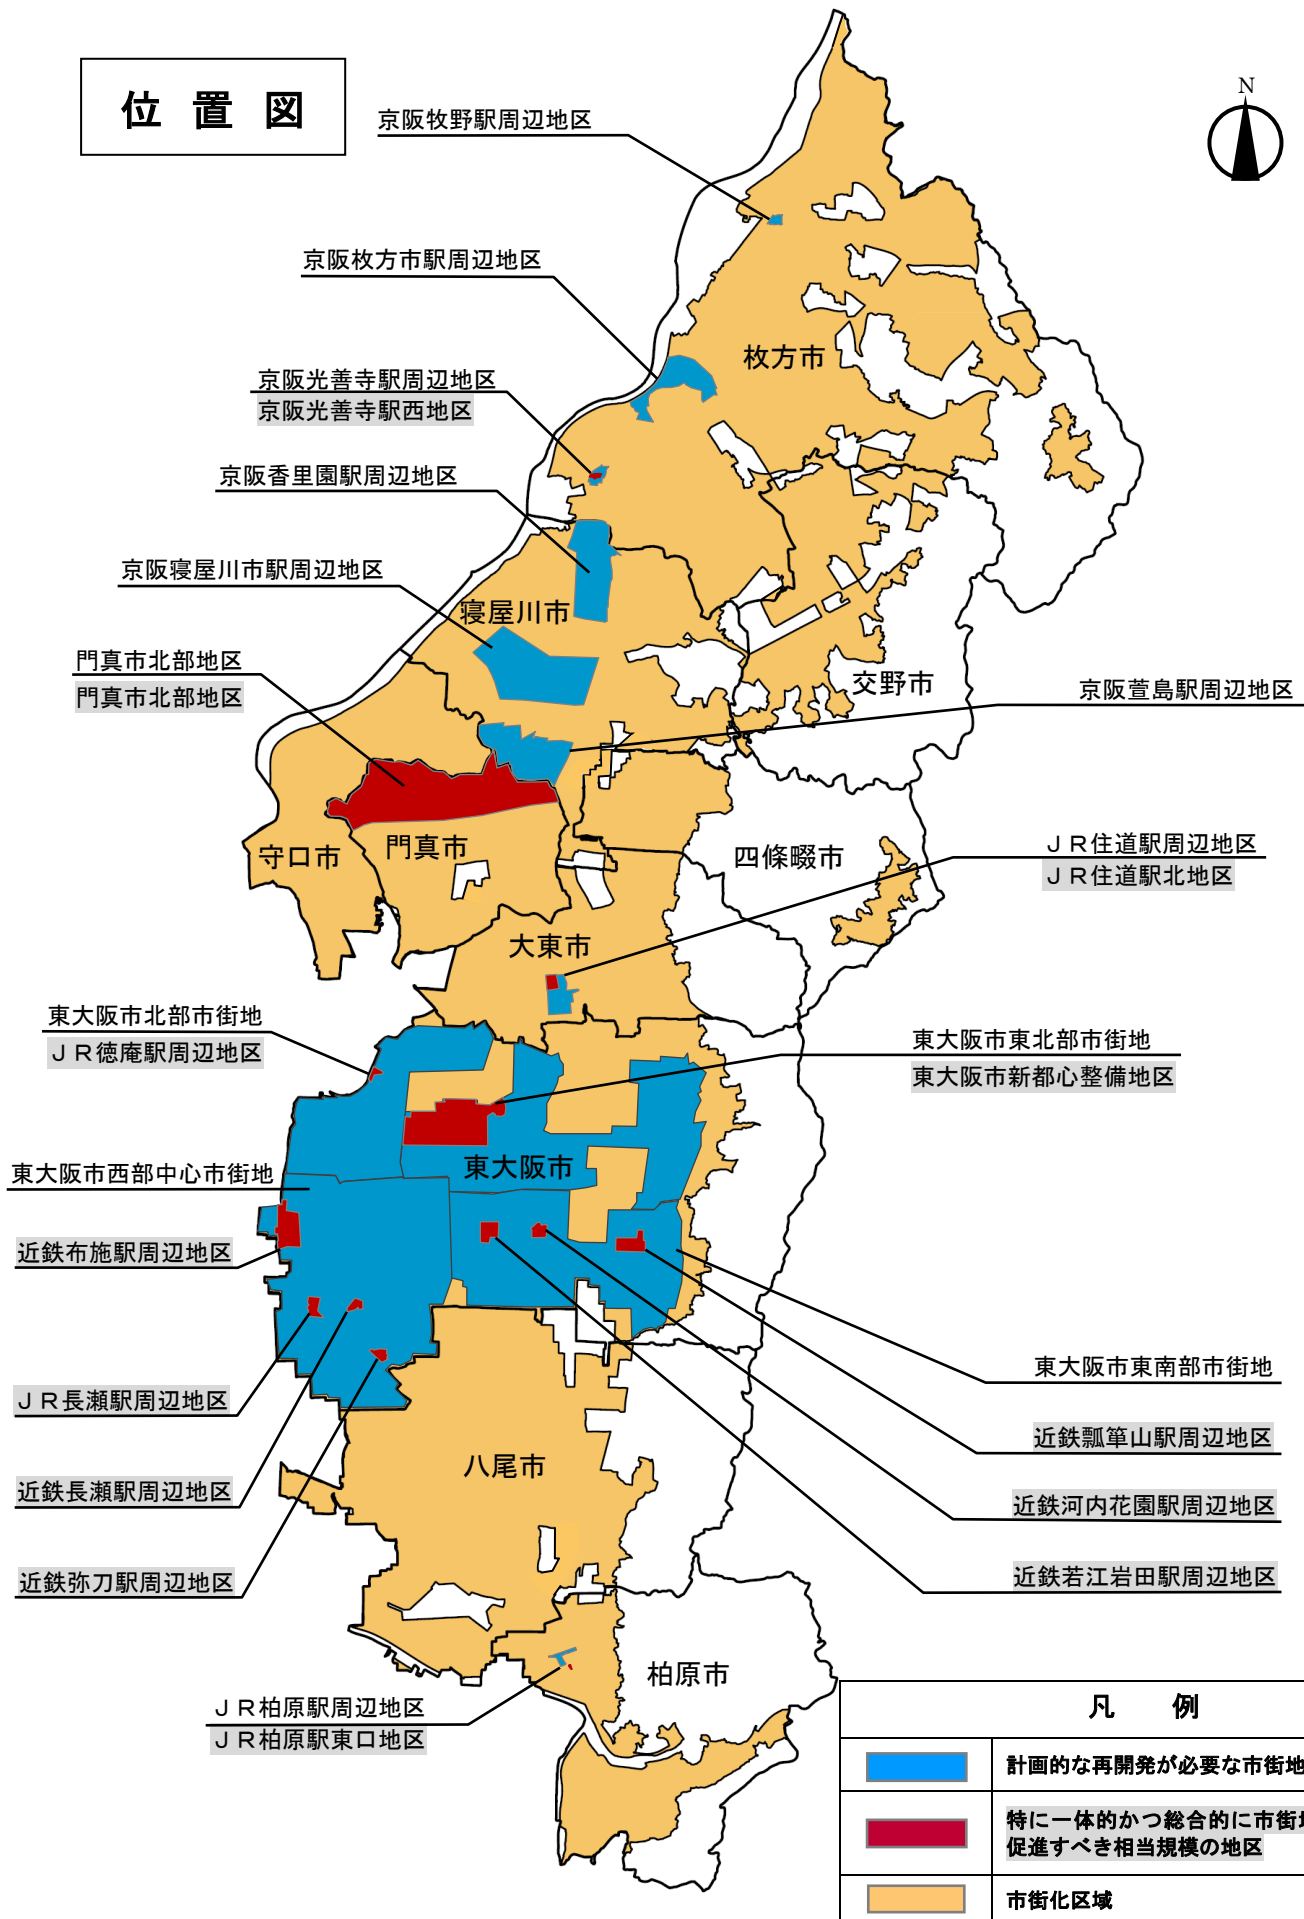 位置図
N
京阪牧野駅周辺地区
京阪枚方市駅周辺地区
枚方市
京阪光善寺駅周辺地区
京阪光善寺駅西地区
京阪香里園駅周辺地区
京阪寝屋川市駅周辺地区
寝屋川市
門真市北部地区
門真市北部地区
交野市
京阪萱島駅周辺地区
守口市
門真市
四條畷市
ＪＲ住道駅周辺地区
ＪＲ住道駅北地区
大東市
東大阪市北部市街地
ＪＲ徳庵駅周辺地区
東大阪市東北部市街地
東大阪市新都心整備地区
東大阪市
東大阪市西部中心市街地
近鉄布施駅周辺地区
東大阪市東南部市街地
ＪＲ長瀬駅周辺地区
近鉄瓢箪山駅周辺地区
八尾市
近鉄長瀬駅周辺地区
近鉄河内花園駅周辺地区
近鉄弥刀駅周辺地区
近鉄若江岩田駅周辺地区
柏原市
ＪＲ柏原駅周辺地区
ＪＲ柏原駅東口地区
凡例
計画的な再開発が必要な市街地
特に一体的かつ総合的に市街
促進すべき相当規模の地区
市街化区域